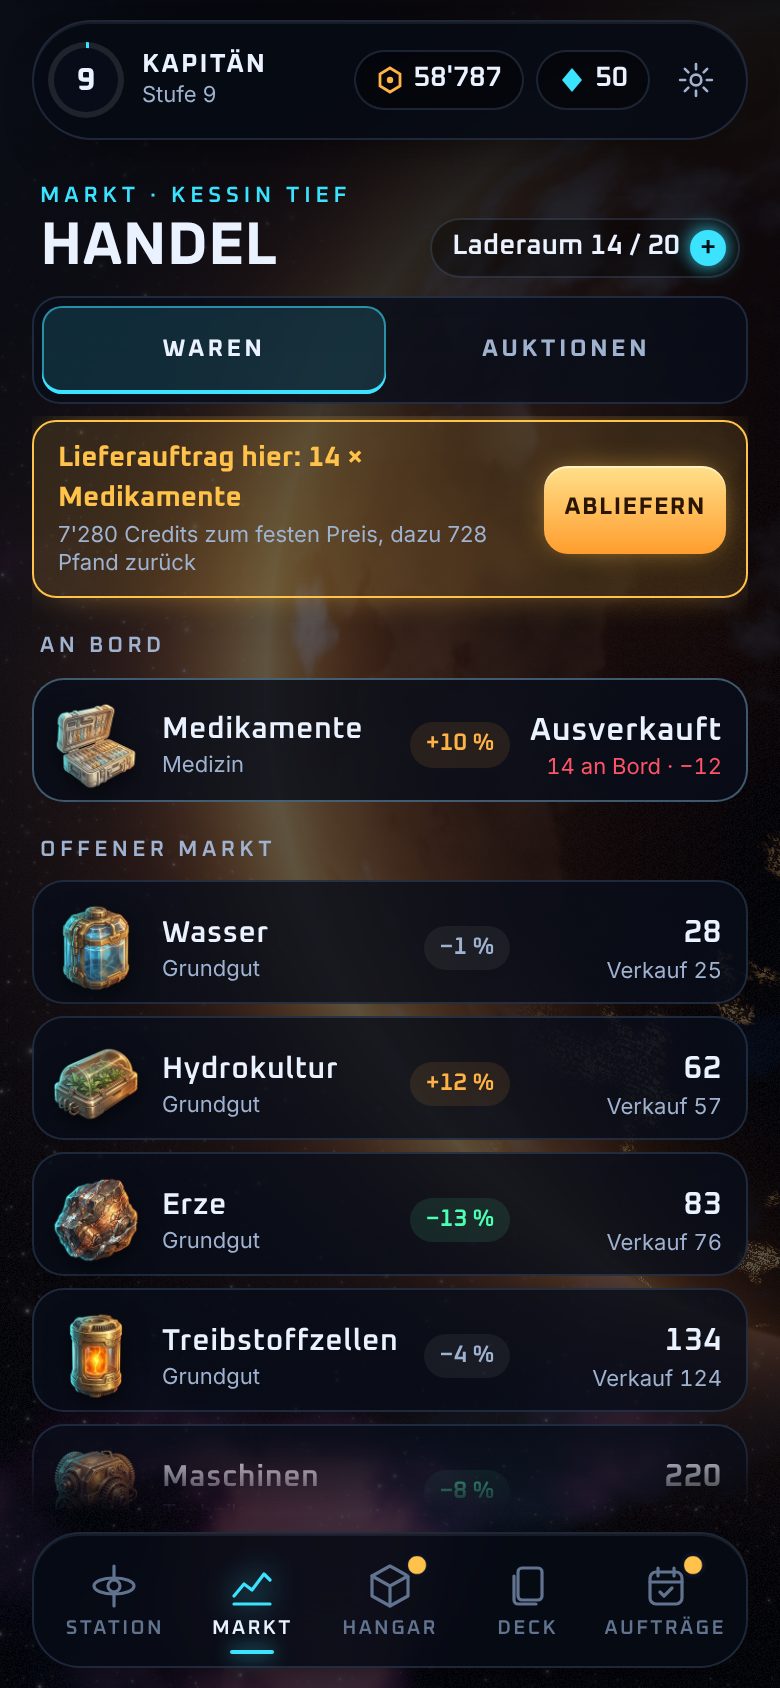 9
KAPITÄN
Stufe 9
58'787
50
MARKT · KESSIN TIEF
HANDEL
Laderaum 14 / 20 +
WAREN
AUKTIONEN
Lieferauftrag hier: 14 ×
Medikamente
7'280 Credits zum festen Preis, dazu 728
Pfand zurück
ABLIEFERN
AN BORD
Medikamente
Medizin
+10 %
Ausverkauft
14 an Bord · −12
OFFENER MARKT
Wasser
Grundgut
−1 %
28
Verkauf 25
Hydrokultur
Grundgut
+12 %
62
Verkauf 57
Erze
Grundgut
−13 %
83
Verkauf 76
Treibstoffzellen
Grundgut
−4 %
134
Verkauf 124
Maschinen
−8 %
220
STATION
MARKT
HANGAR
DECK
AUFTRÄGE